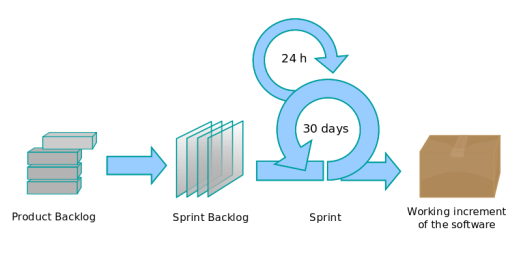 24 h
30 days
Product Backlog
Sprint Backlog
Sprint
Working increment
of the software